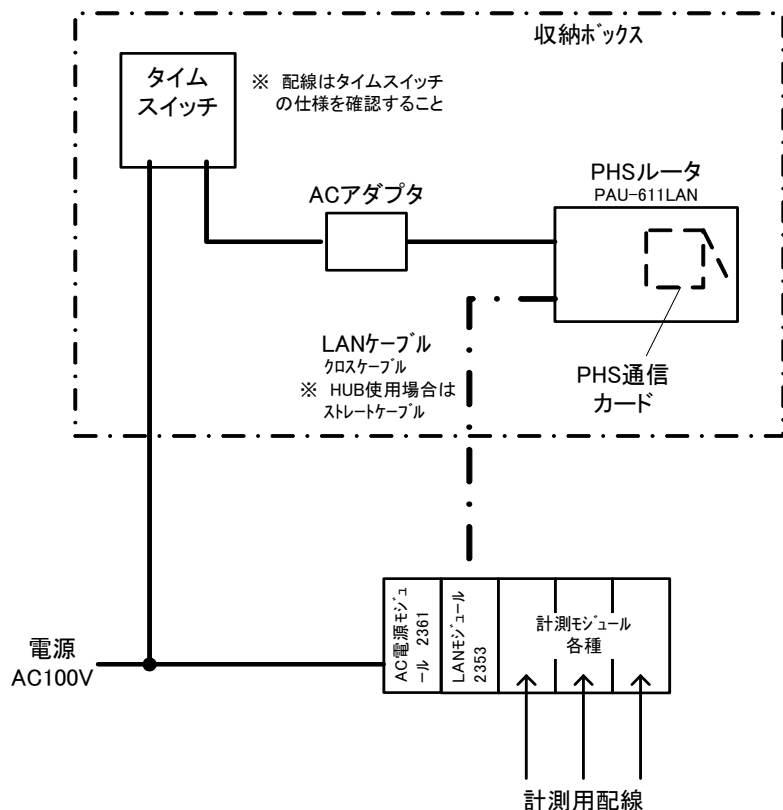 収納ボックス
タイム
スイッチ
※ 配線はタイムスイッチ
の仕様を確認すること
ACアダプタ
PHSルータ
PAU-611LAN
LANケーブル
クロスケーブル
※ HUB使用場合は
ストレートケーブル
PHS通信
カード
AC電源モジュ
ール 2361
LANモジュール
2353
計測モジュール
各種
電源
AC100V
計測用配線